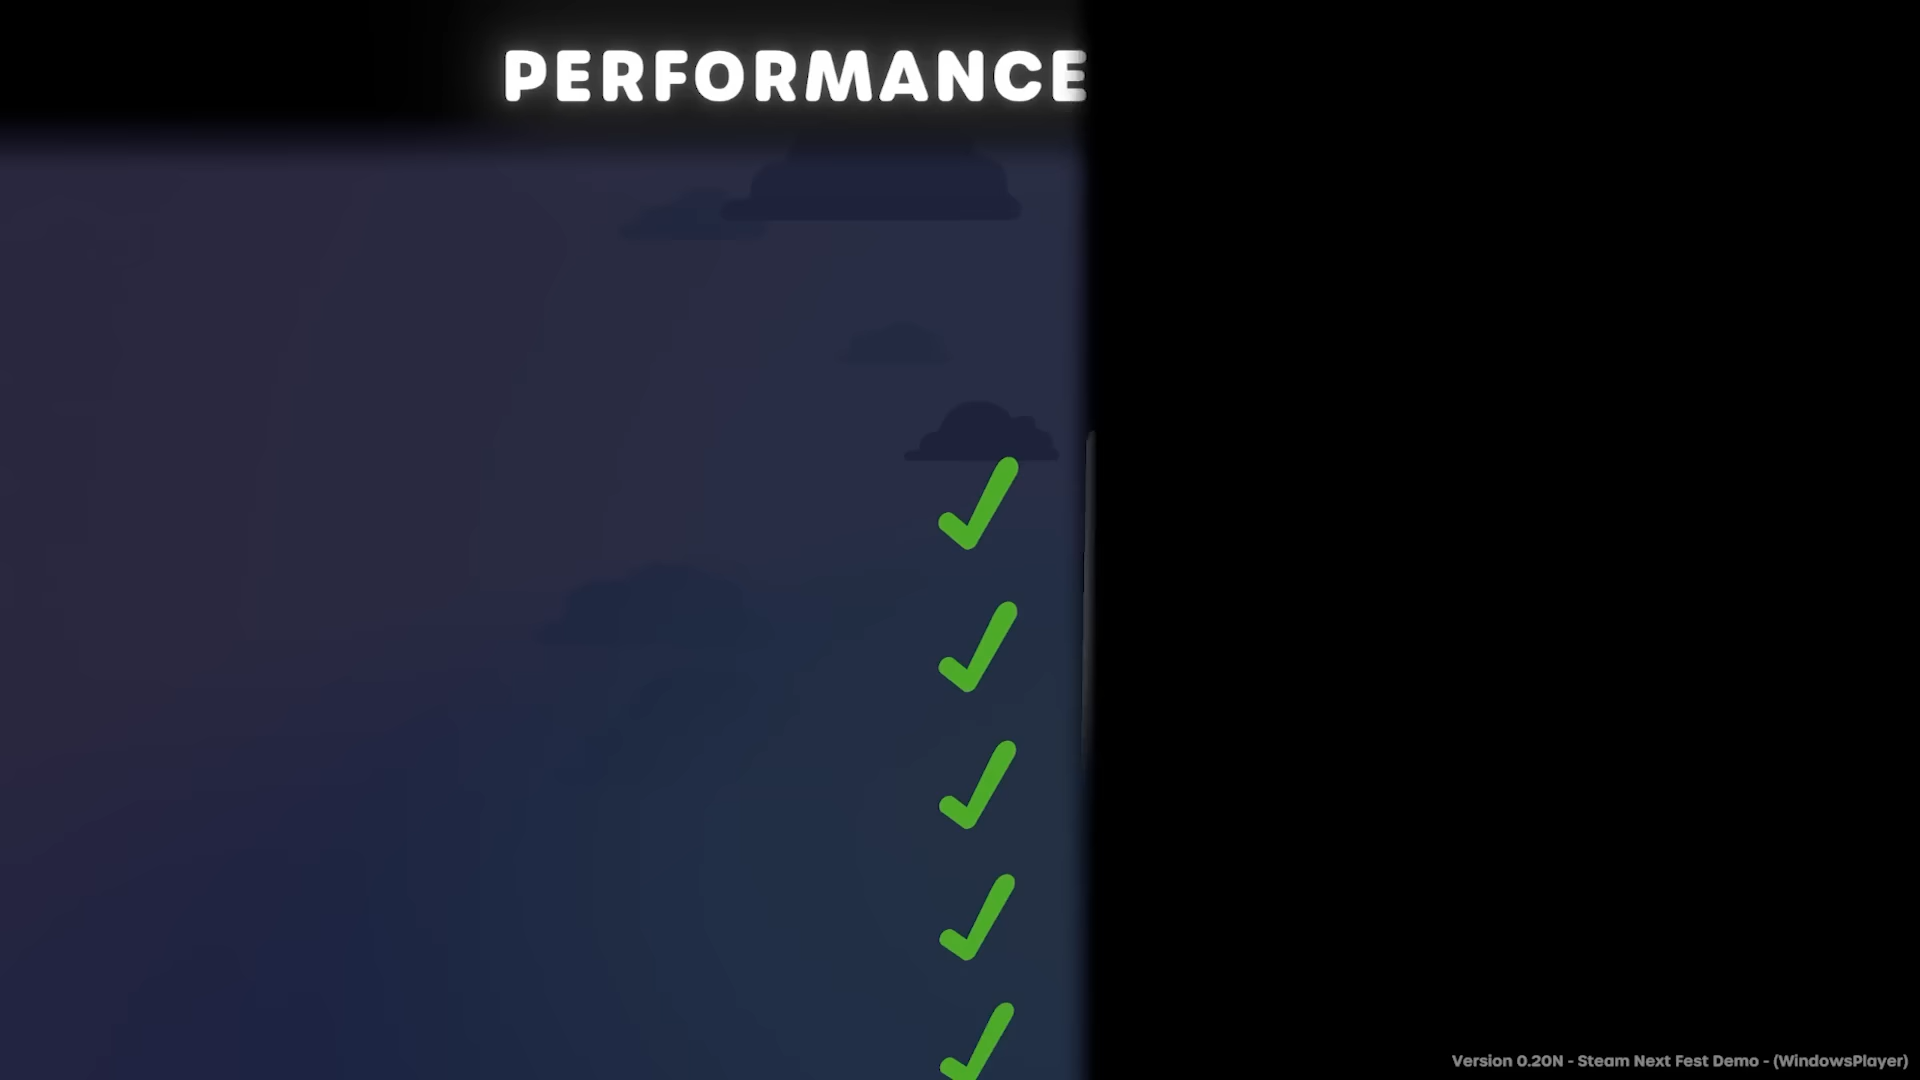 PERFORMANCE
Version 0.20N - Steam Next Fest Demo - (WindowsPlayer)